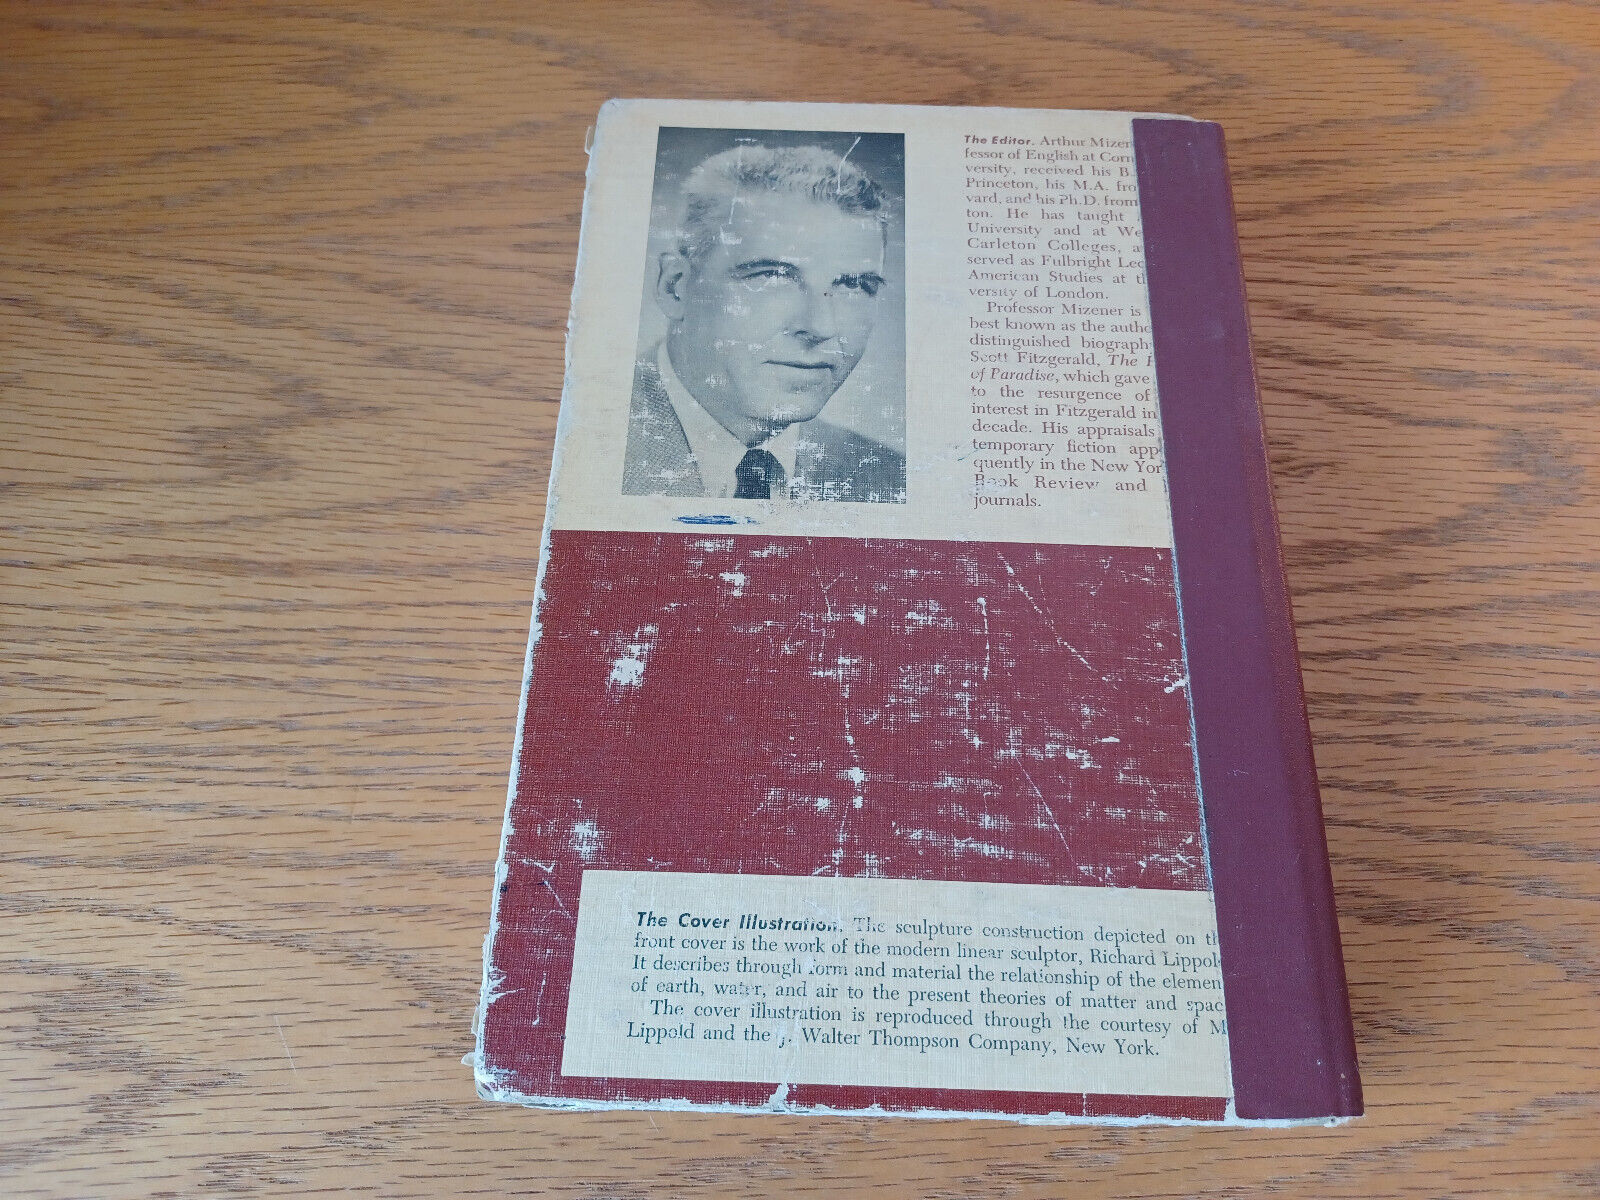 The Editor. Arthur Mizen
fessor of English at Corn
versity, received his B.
Princeton, his M.A. fro
vard, and his Ph.D. from
ton. He has taught
University and at We
Carleton Colleges, a
served as Fulbright Lec
American Studies at th
versity of London.
Professor Mizener is
best known as the autho
distinguished biograph
Scott Fitzgerald, The F
of Paradise, which gave
to the resurgence of
interest in Fitzgerald in
decade. His appraisals
temporary fiction app
quently in the New Yor
Book Review and
journals.
The Cover Illustration. The sculpture construction depicted on th
front cover is the work of the modern linear sculptor, Richard Lippol
It describes through form and material the relationship of the elemen
of earth, water, and air to the present theories of matter and spac
The cover illustration is reproduced through the courtesy of M
Lippold and the J. Walter Thompson Company, New York.